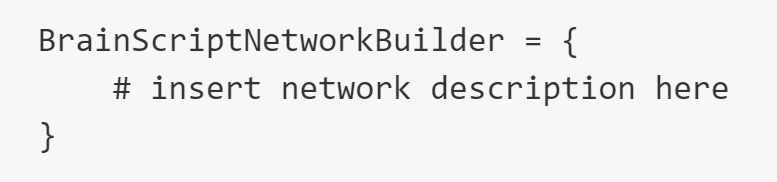 BrainScriptNetworkBuilder = {
    # insert network description here
}